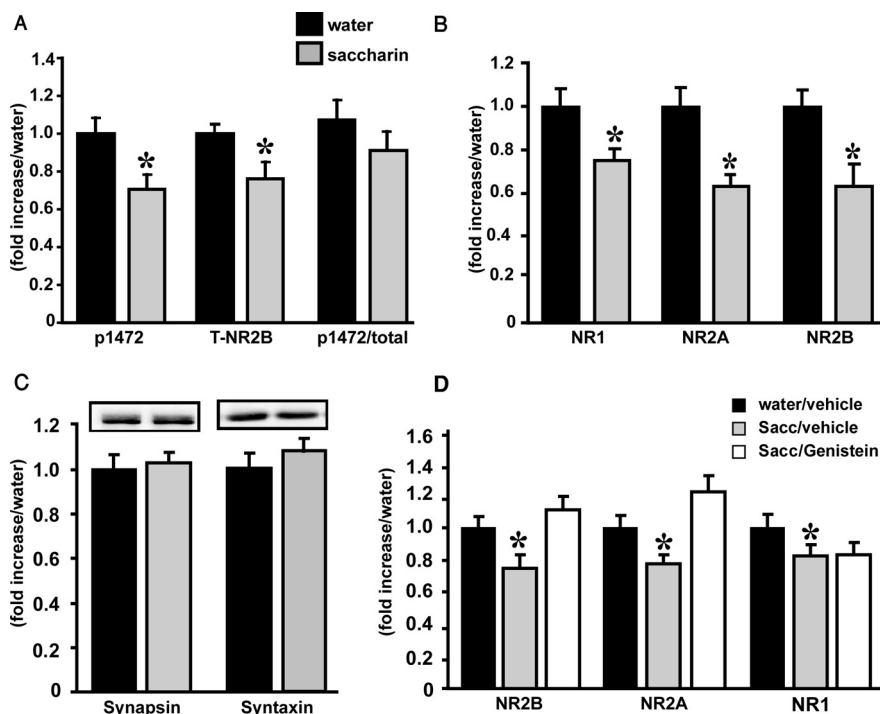 A
water
saccharin
(fold increase/water)
1.4
1.2
1.0
0.8
0.6
0.4
0.2
0
*
*
p1472
T-NR2B
p1472/total
B
(fold increase/water)
1.2
1.0
0.8
0.6
0.4
0.2
0
*
*
*
NR1
NR2A
NR2B
C
(fold increase/water)
1.2
1.0
0.8
0.6
0.4
0.2
0
Synapsin
Syntaxin
D
water/vehicle
Sacc/vehicle
Sacc/Genistein
(fold increase/water)
1.6
1.4
1.2
1.0
0.8
0.6
0.4
0.2
0
*
*
*
NR2B
NR2A
NR1